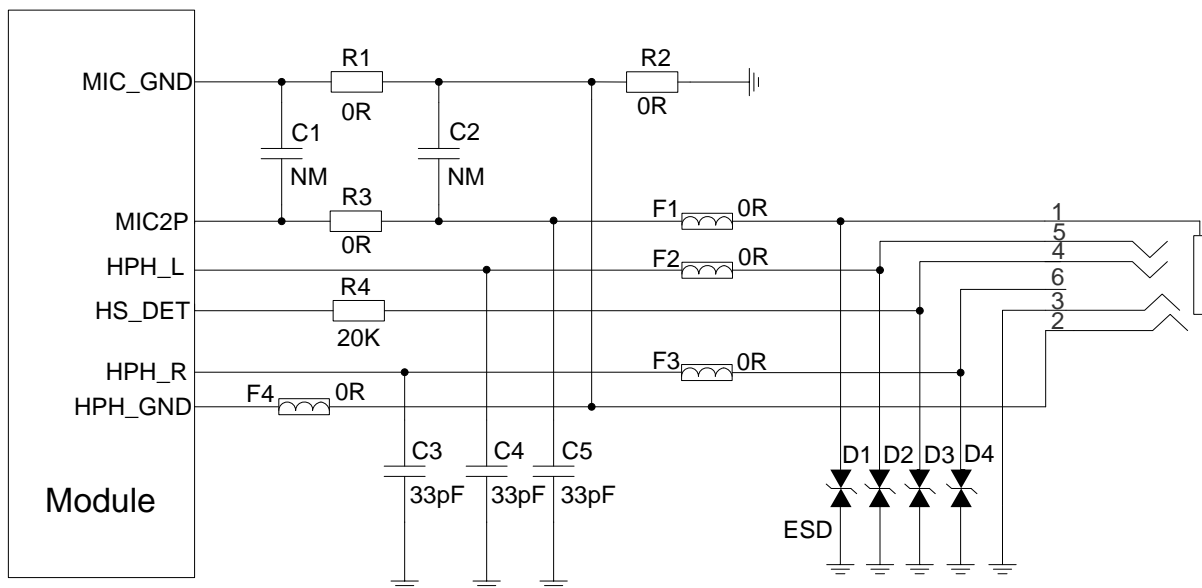 R1
R2
MIC_GND
0R
0R
C1
C2
NM
NM
R3
MIC2P
0R
F1
0R
1
5
HPH_L
F2
0R
4
R4
6
HS_DET
3
20K
2
F3
0R
HPH_R
F4
0R
HPH_GND
C3
C4
C5
D1
D2
D3
D4
33pF
33pF
33pF
Module
ESD